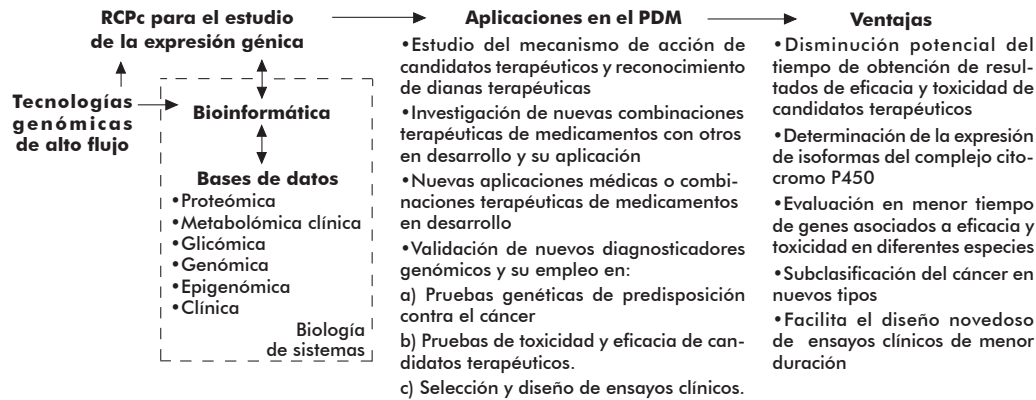 RCPc para el estudio
de la expresión génica
Tecnologías
genómicas
de alto flujo
Bioinformática
Bases de datos
•Proteómica
•Metabolómica clínica
•Glicómica
•Genómica
•Epigenómica
•Clínica
Biología
de sistemas
Aplicaciones en el PDM
•Estudio del mecanismo de acción de
candidatos terapéuticos y reconocimiento
de dianas terapéuticas
•Investigación de nuevas combinaciones
terapéuticas de medicamentos con otros
en desarrollo y su aplicación
•Nuevas aplicaciones médicas o combi-
naciones terapéuticas de medicamentos
en desarrollo
•Validación de nuevos diagnosticadores
genómicos y su empleo en:
a) Pruebas genéticas de predisposición
contra el cáncer
b) Pruebas de toxicidad y eficacia de can-
didatos terapéuticos.
c) Selección y diseño de ensayos clínicos.
Ventajas
•Disminución potencial del
tiempo de obtención de resul-
tados de eficacia y toxicidad de
candidatos terapéuticos
•Determinación de la expresión
de isoformas del complejo cito-
cromo P450
•Evaluación en menor tiempo
de genes asociados a eficacia y
toxicidad en diferentes especies
•Subclasificación del cáncer en
nuevos tipos
•Facilita el diseño novedoso
de ensayos clínicos de menor
duración